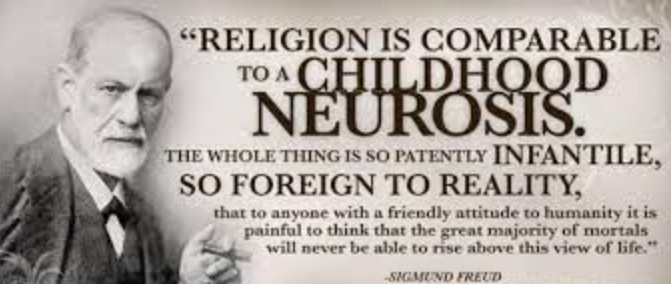 “RELIGION IS COMPARABLE
TO A CHILDHOOD
NEUROSIS.
THE WHOLE THING IS SO PATENTLY INFANTILE,
SO FOREIGN TO REALITY,
that to anyone with a friendly attitude to humanity it is
painful to think that the great majority of mortals
will never be able to rise above this view of life.”
-SIGMUND FREUD